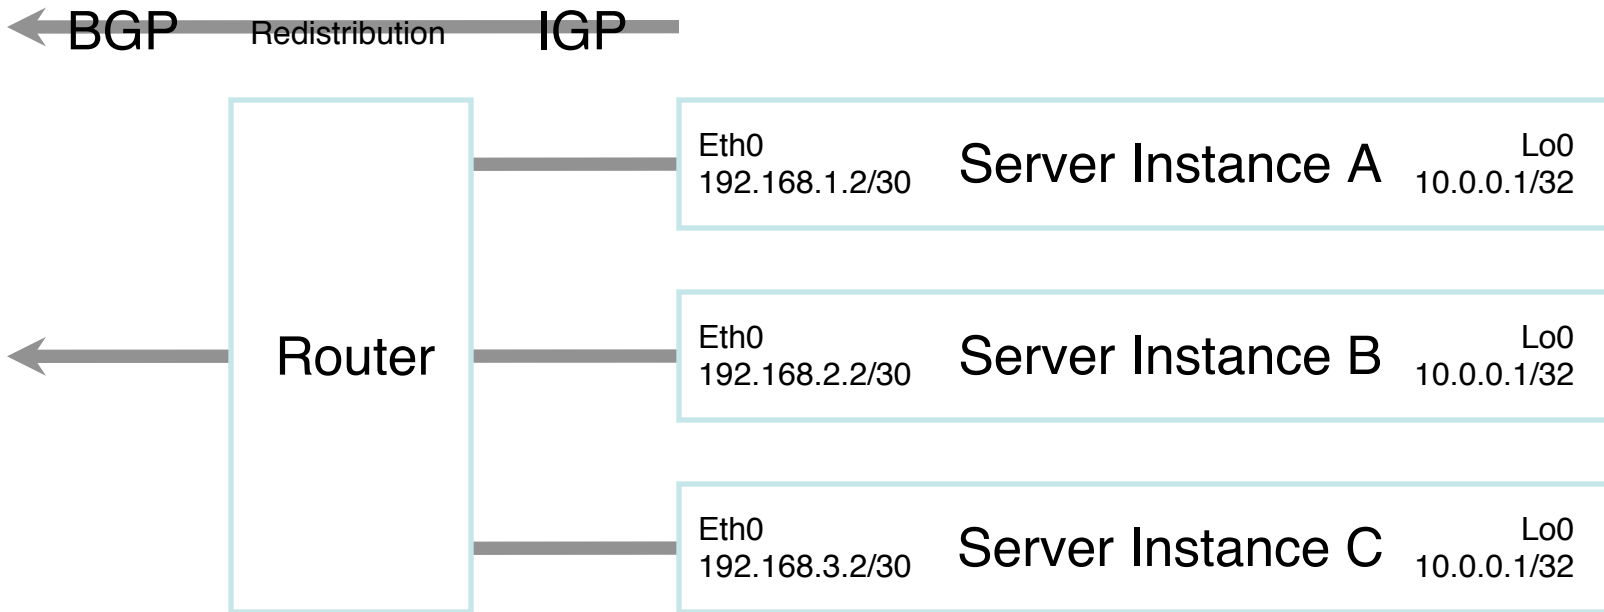 BGP Redistribution IGP
Eth0
192.168.1.2/30
Server Instance A
Lo0
10.0.0.1/32
Router
Eth0
192.168.2.2/30
Server Instance B
Lo0
10.0.0.1/32
Eth0
192.168.3.2/30
Server Instance C
Lo0
10.0.0.1/32